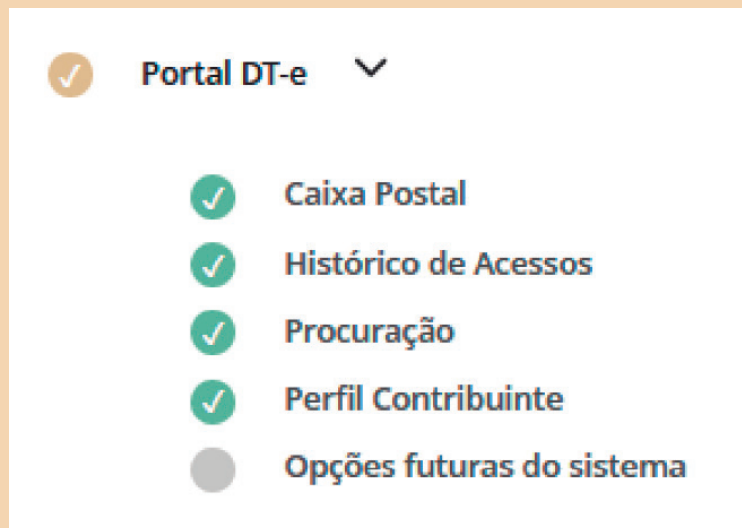 Portal DT-e
Caixa Postal
Histórico de Acessos
Procuração
Perfil Contribuinte
Opções futuras do sistema